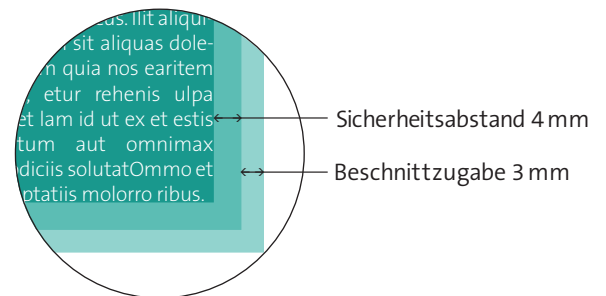 us. Ilit aliqui-
sit aliquas dole-
quia nos earitem
, etur rehenis ulpa
et lam id ut ex et estis
tum aut omnimax
diciis solutatOmmo et
ptatiis molorro ribus.
Sicherheitsabstand 4 mm
Beschnittzugabe 3 mm